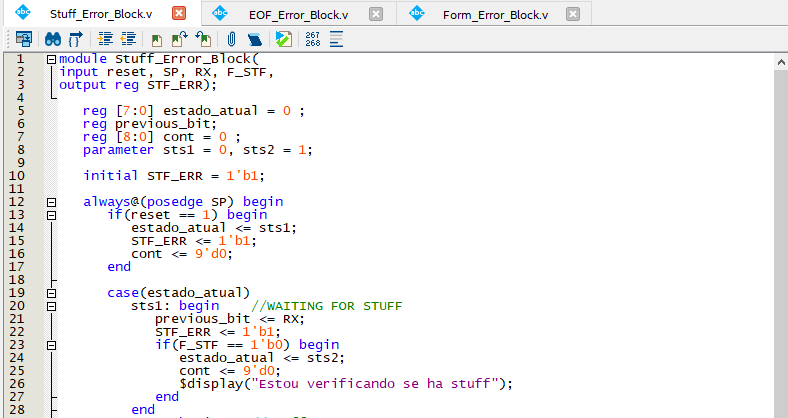 Stuff_Error_Block.v EOF_Error_Block.v Form_Error_Block.v
267
268
1 module Stuff_Error_Block(
2 input reset, SP, RX, F_STF,
3 output reg STF_ERR);
4
5 reg [7:0] estado_atual = 0 ;
6 reg previous_bit;
7 reg [8:0] cont = 0 ;
8 parameter sts1 = 0, sts2 = 1;
9
10 initial STF_ERR = 1'b1;
11
12 always@(posedge SP) begin
13 if(reset == 1) begin
14 estado_atual <= sts1;
15 STF_ERR <= 1'b1;
16 cont <= 9'd0;
17 end
18
19 case(estado_atual)
20 sts1: begin //WAITING FOR STUFF
21 previous_bit <= RX;
22 STF_ERR <= 1'b1;
23 if(F_STF == 1'b0) begin
24 estado_atual <= sts2;
25 cont <= 9'd0;
26 $display("Estou verificando se ha stuff");
27 end
28 end